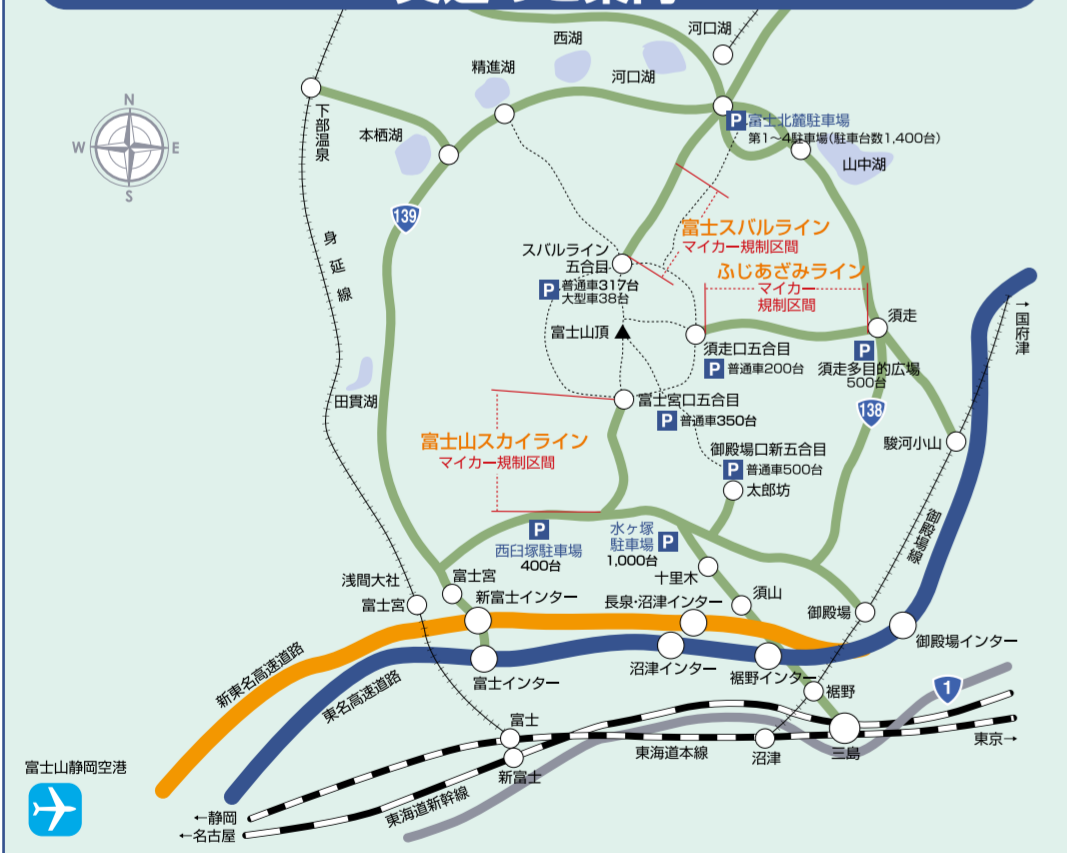 河口湖
西湖
精進湖
河口湖
N
W
E
S
下部温泉
本栖湖
P
富士北麓駐車場
第1〜4駐車場(駐車台数1,400台)
山中湖
139
身延線
富士スバルライン
マイカー規制区間
スバルライン
五合目
P
普通車317台
大型車38台
ふじあざみライン
マイカー
規制区間
→国府津
須走
富士山頂
須走口五合目
P
普通車200台
P
須走多目的広場
500台
田貫湖
富士宮口五合目
P
普通車350台
138
富士山スカイライン
マイカー規制区間
駿河小山
御殿場口新五合目
P
普通車500台
太郎坊
御殿場線
P
西臼塚駐車場
400台
水ヶ塚
駐車場
P
1,000台
十里木
浅間大社
富士宮
富士宮
新富士インター
長泉・沼津インター
須山
御殿場
御殿場インター
新東名高速道路
東名高速道路
富士インター
沼津インター
裾野インター
裾野
1
富士
東海道本線
沼津
三島
東京→
富士山静岡空港
新富士
東海道新幹線
←静岡
←名古屋